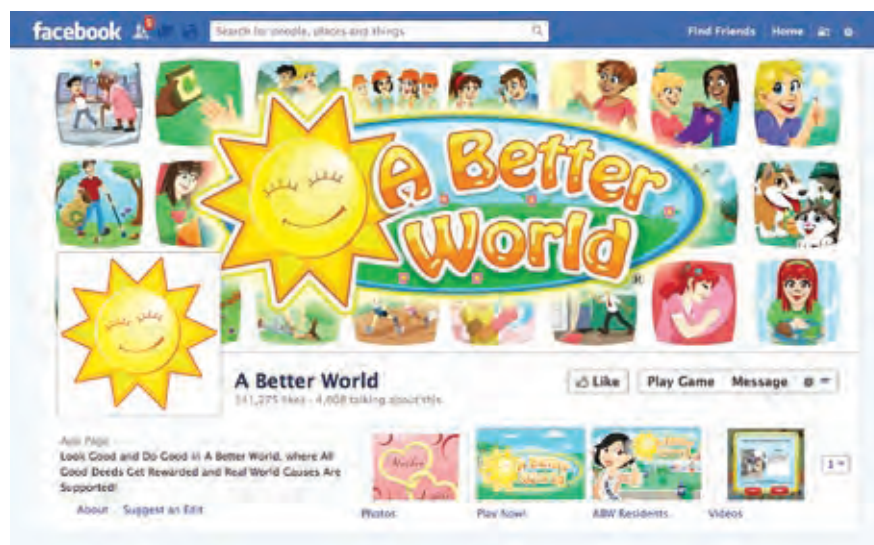 facebook
Search for people, places and things
Find Friends Home
A Better
World
®
A Better World
141,275 likes · 4,608 talking about this
Like
Play Game
Message
App Page
Look Good and Do Good in A Better World, where All
Good Deeds Get Rewarded and Real World Causes Are
Supported!
About Suggest an Edit
Photos
Play Now!
ABW Residents
Videos
1